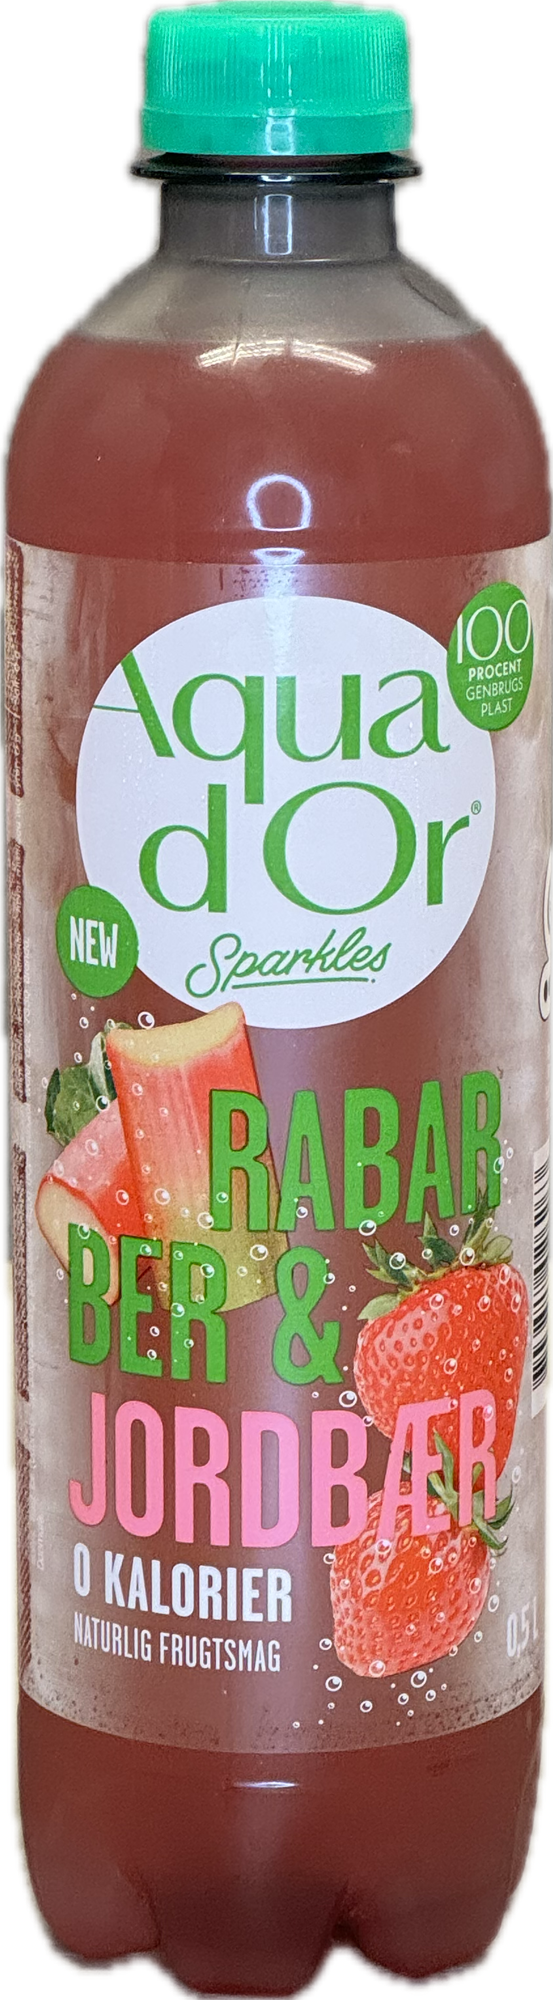 Aqua
d'Or®
Sparkles
100
PROCENT
GENBRUGS
PLAST
NEW
RABAR
BER &
JORDBÆR
0 KALORIER
NATURLIG FRUGTSMAG
0,5 L